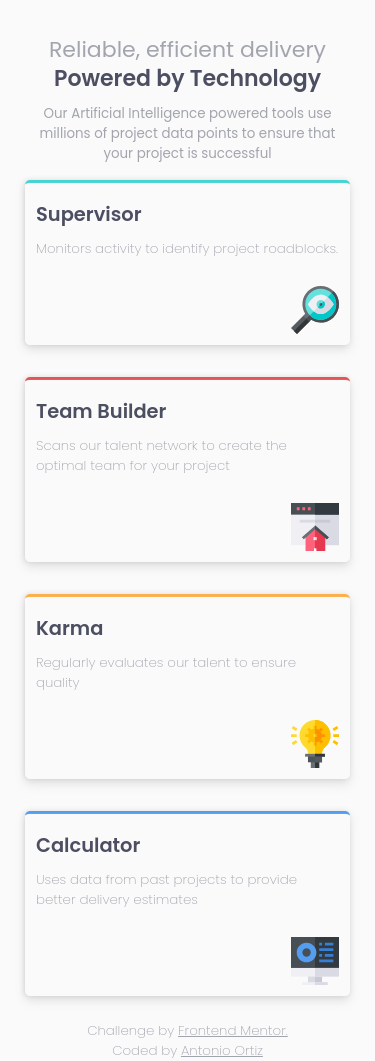 Reliable, efficient delivery
Powered by Technology
Our Artificial Intelligence powered tools use
millions of project data points to ensure that
your project is successful
Supervisor
Monitors activity to identify project roadblocks.
Team Builder
Scans our talent network to create the
optimal team for your project
Karma
Regularly evaluates our talent to ensure
quality
Calculator
Uses data from past projects to provide
better delivery estimates
Challenge by Frontend Mentor.
Coded by Antonio Ortiz